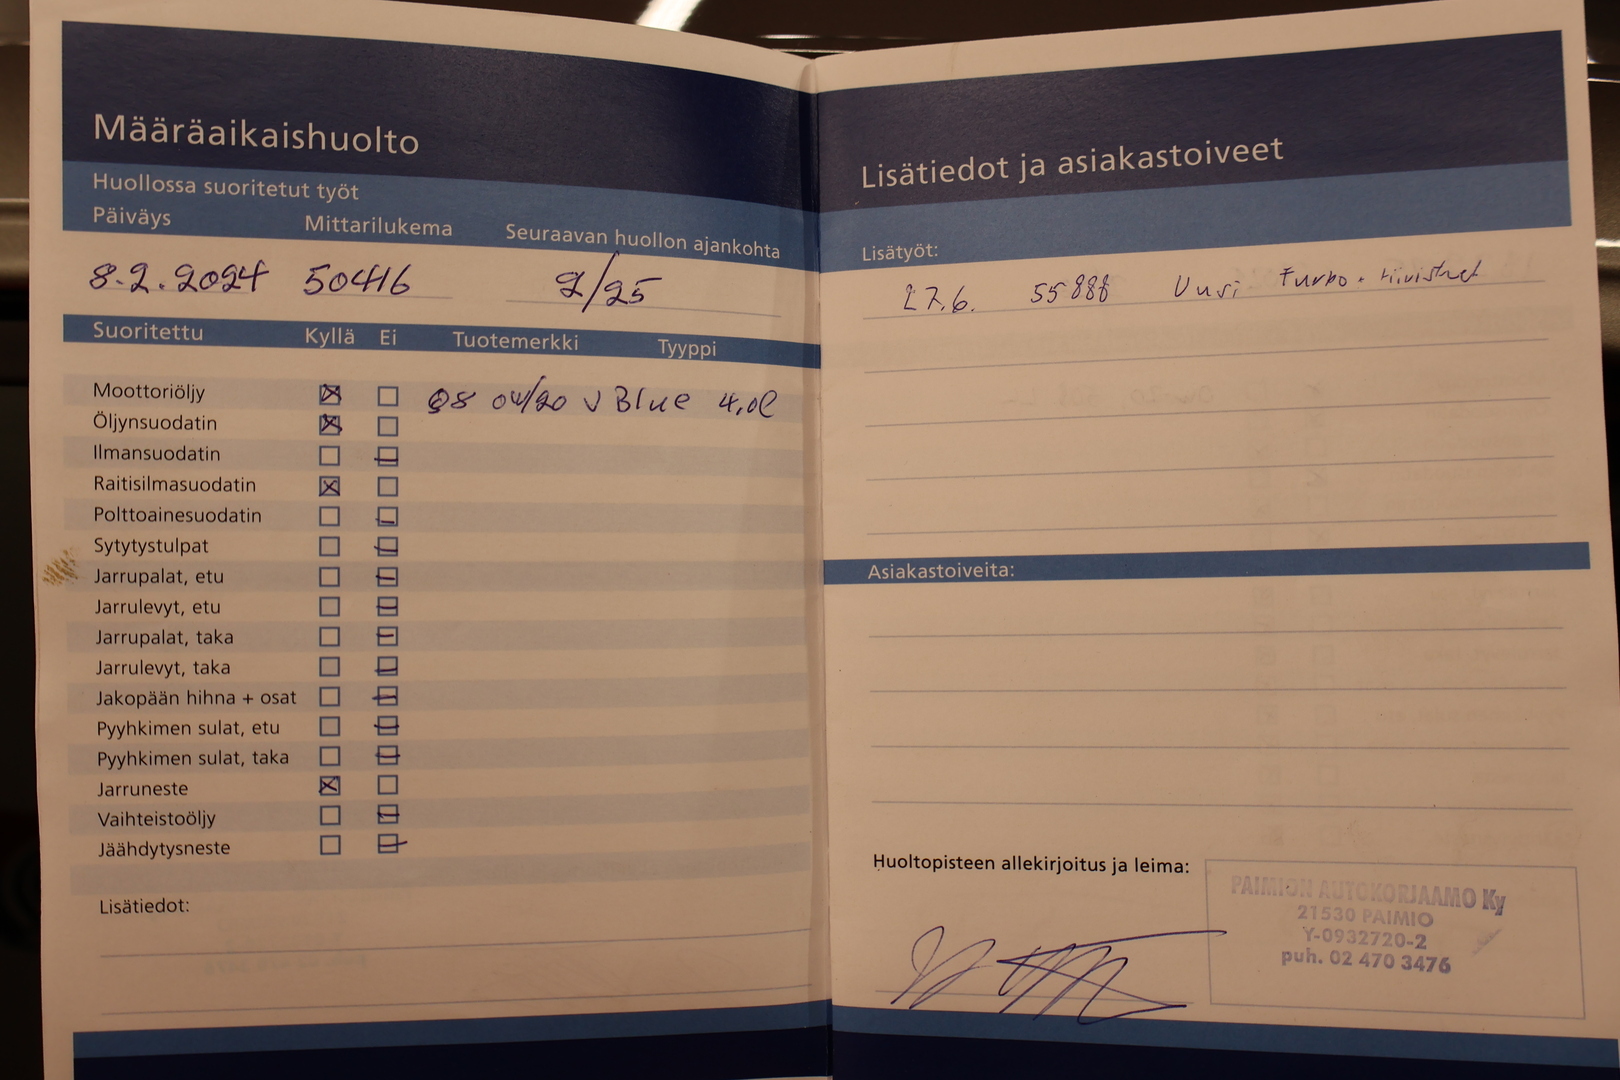 Määräaikaishuolto
Huollossa suoritetut työt
Päiväys Mittarilukema Seuraavan huollon ajankohta
8.2.2024 50416 2/25
Suoritettu Kyllä Ei Tuotemerkki Tyyppi
Moottoriöljy Q8 0W/20 V Blue 4,0l
Öljynsuodatin
Ilmansuodatin
Raitisilmasuodatin
Polttoainesuodatin
Sytytystulpat
Jarrupalat, etu
Jarrulevyt, etu
Jarrupalat, taka
Jarrulevyt, taka
Jakopään hihna + osat
Pyyhkimen sulat, etu
Pyyhkimen sulat, taka
Jarruneste
Vaihteistoöljy
Jäähdytysneste
Lisätiedot:
Lisätiedot ja asiakastoiveet
Lisätyöt:
27.6. 55888 Uusi turbo + tiivisteet
Asiakastoiveita:
Huoltopisteen allekirjoitus ja leima:
PAIMION AUTOKORJAAMO Ky
21530 PAIMIO
Y-0932720-2
puh. 02 470 3476